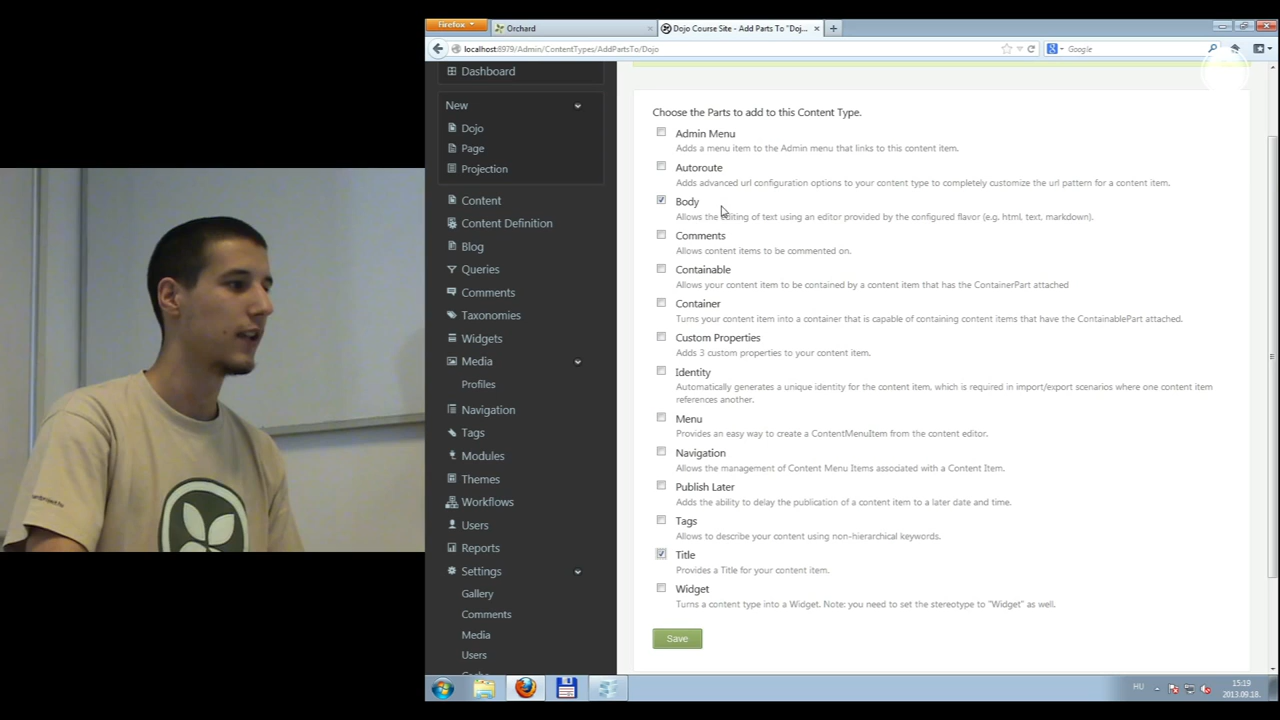 Firefox
Orchard
Dojo Course Site - Add Parts To "Doj...
localhost:8979/Admin/ContentTypes/AddPartsTo/Dojo
Google
Dashboard
New
Dojo
Page
Projection
Content
Content Definition
Blog
Queries
Comments
Taxonomies
Widgets
Media
Profiles
Navigation
Tags
Modules
Themes
Workflows
Users
Reports
Settings
Gallery
Comments
Media
Users
Choose the Parts to add to this Content Type.
Admin Menu
Adds a menu item to the Admin menu that links to this content item.
Autoroute
Adds advanced url configuration options to your content type to completely customize the url pattern for a content item.
Body
Allows the editing of text using an editor provided by the configured flavor (e.g. html, text, markdown).
Comments
Allows content items to be commented on.
Containable
Allows your content item to be contained by a content item that has the ContainerPart attached
Container
Turns your content item into a container that is capable of containing content items that have the ContainablePart attached.
Custom Properties
Adds 3 custom properties to your content item.
Identity
Automatically generates a unique identity for the content item, which is required in import/export scenarios where one content item
references another.
Menu
Provides an easy way to create a ContentMenuItem from the content editor.
Navigation
Allows the management of Content Menu Items associated with a Content Item.
Publish Later
Adds the ability to delay the publication of a content item to a later date and time.
Tags
Allows to describe your content using non-hierarchical keywords.
Title
Provides a Title for your content item.
Widget
Turns a content type into a Widget. Note: you need to set the stereotype to "Widget" as well.
Save
HU
15:19
2013.09.18.